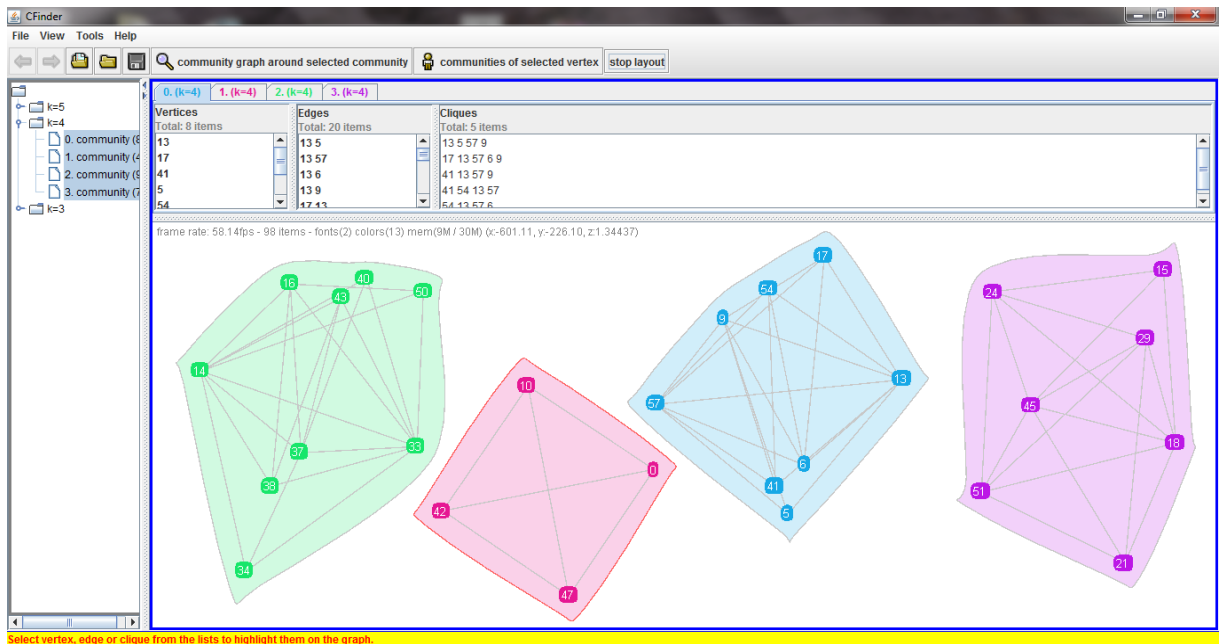 CFinder
File View Tools Help
community graph around selected community communities of selected vertex stop layout
k=5
k=4
0. community (8
1. community (4
2. community (9
3. community (7
k=3
0. (k=4) 1. (k=4) 2. (k=4) 3. (k=4)
Vertices
Total: 8 items
13
17
41
5
54
Edges
Total: 20 items
13 5
13 57
13 6
13 9
17 13
Cliques
Total: 5 items
13 5 57 9
17 13 57 6 9
41 13 57 9
41 54 13 57
54 13 57 6
frame rate: 58.14fps - 98 items - fonts(2) colors(13) mem(9M / 30M) (x:-601.11, y:-226.10, z:1.34437)
16
40
43
50
14
37
33
38
34
10
0
42
47
17
54
9
13
57
6
41
5
15
24
29
45
18
51
21
Select vertex, edge or clique from the lists to highlight them on the graph.